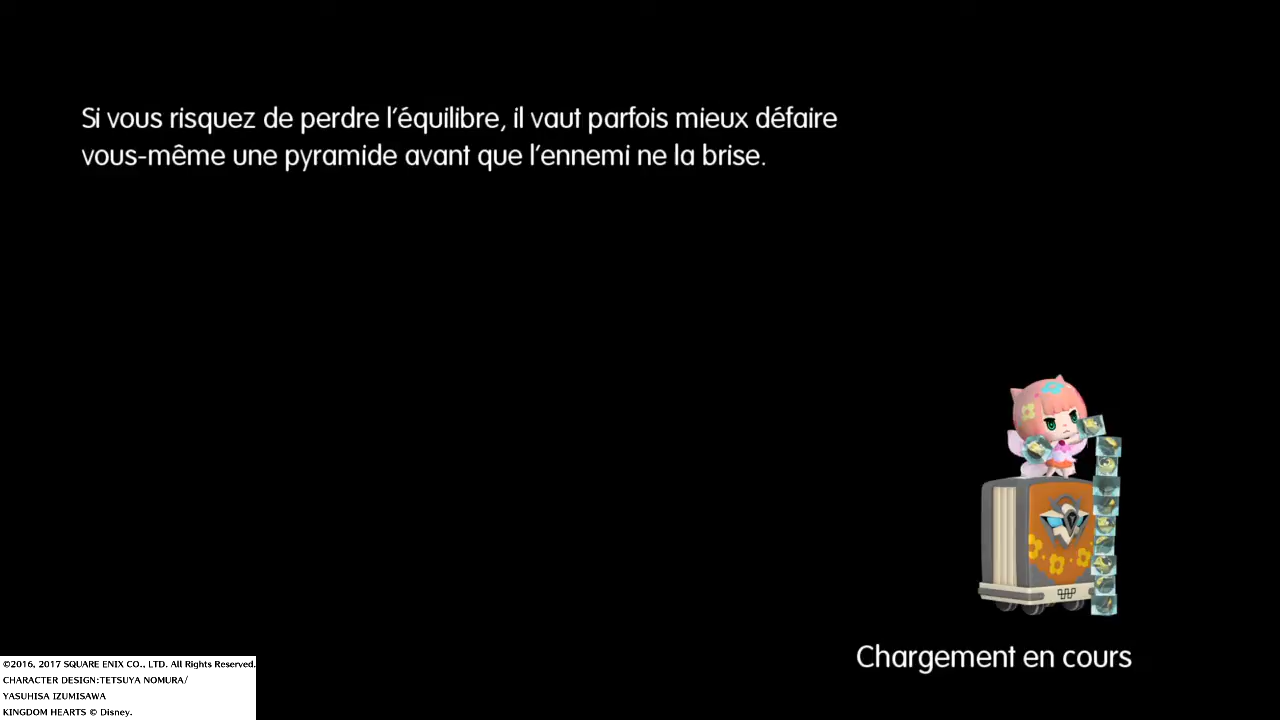 Si vous risquez de perdre l'équilibre, il vaut parfois mieux défaire
vous-même une pyramide avant que l'ennemi ne la brise.
Chargement en cours
©2016, 2017 SQUARE ENIX CO., LTD. All Rights Reserved.
CHARACTER DESIGN:TETSUYA NOMURA/
YASUHISA IZUMISAWA
KINGDOM HEARTS © Disney.